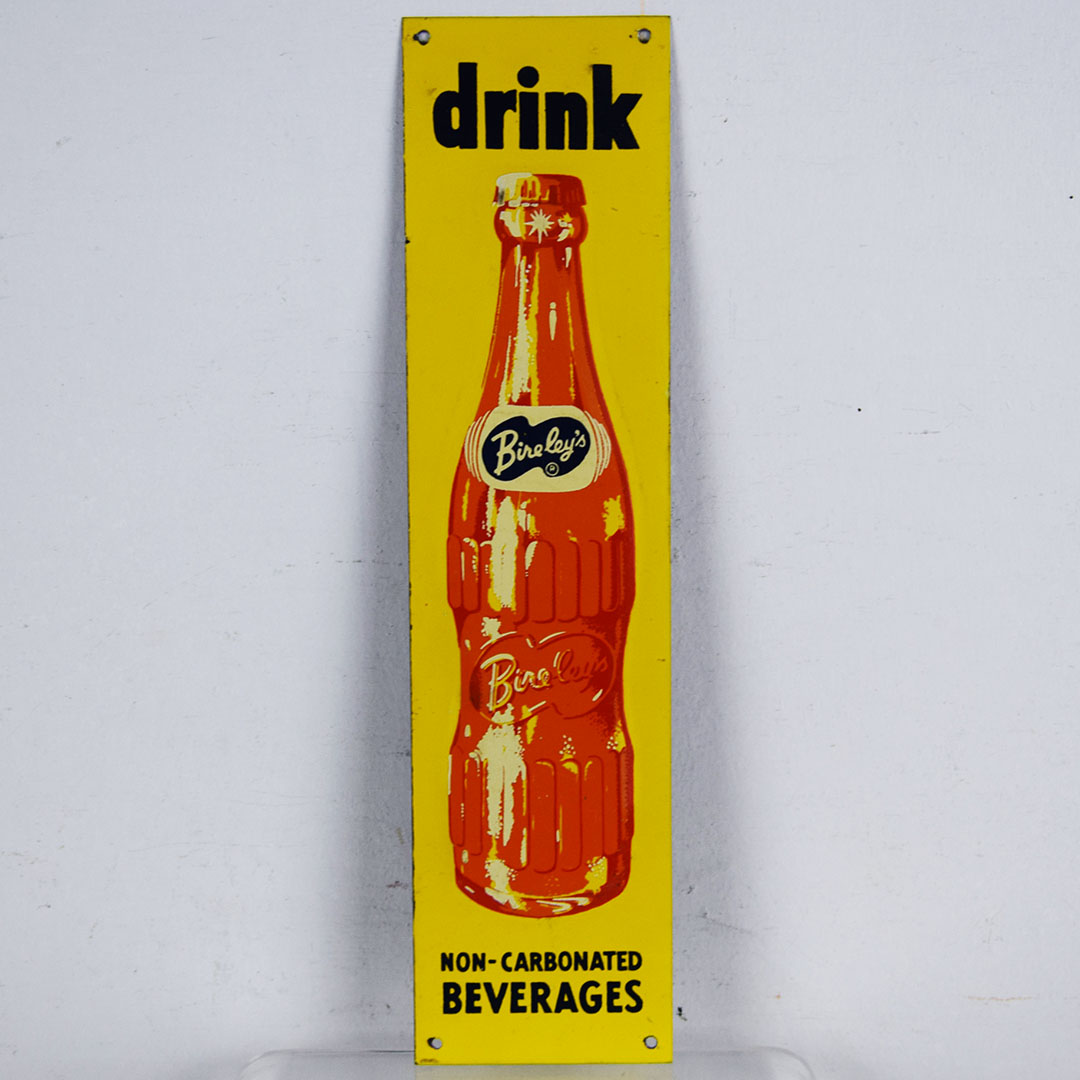 drink
Bireley's
®
Bireley's
NON-CARBONATED
BEVERAGES